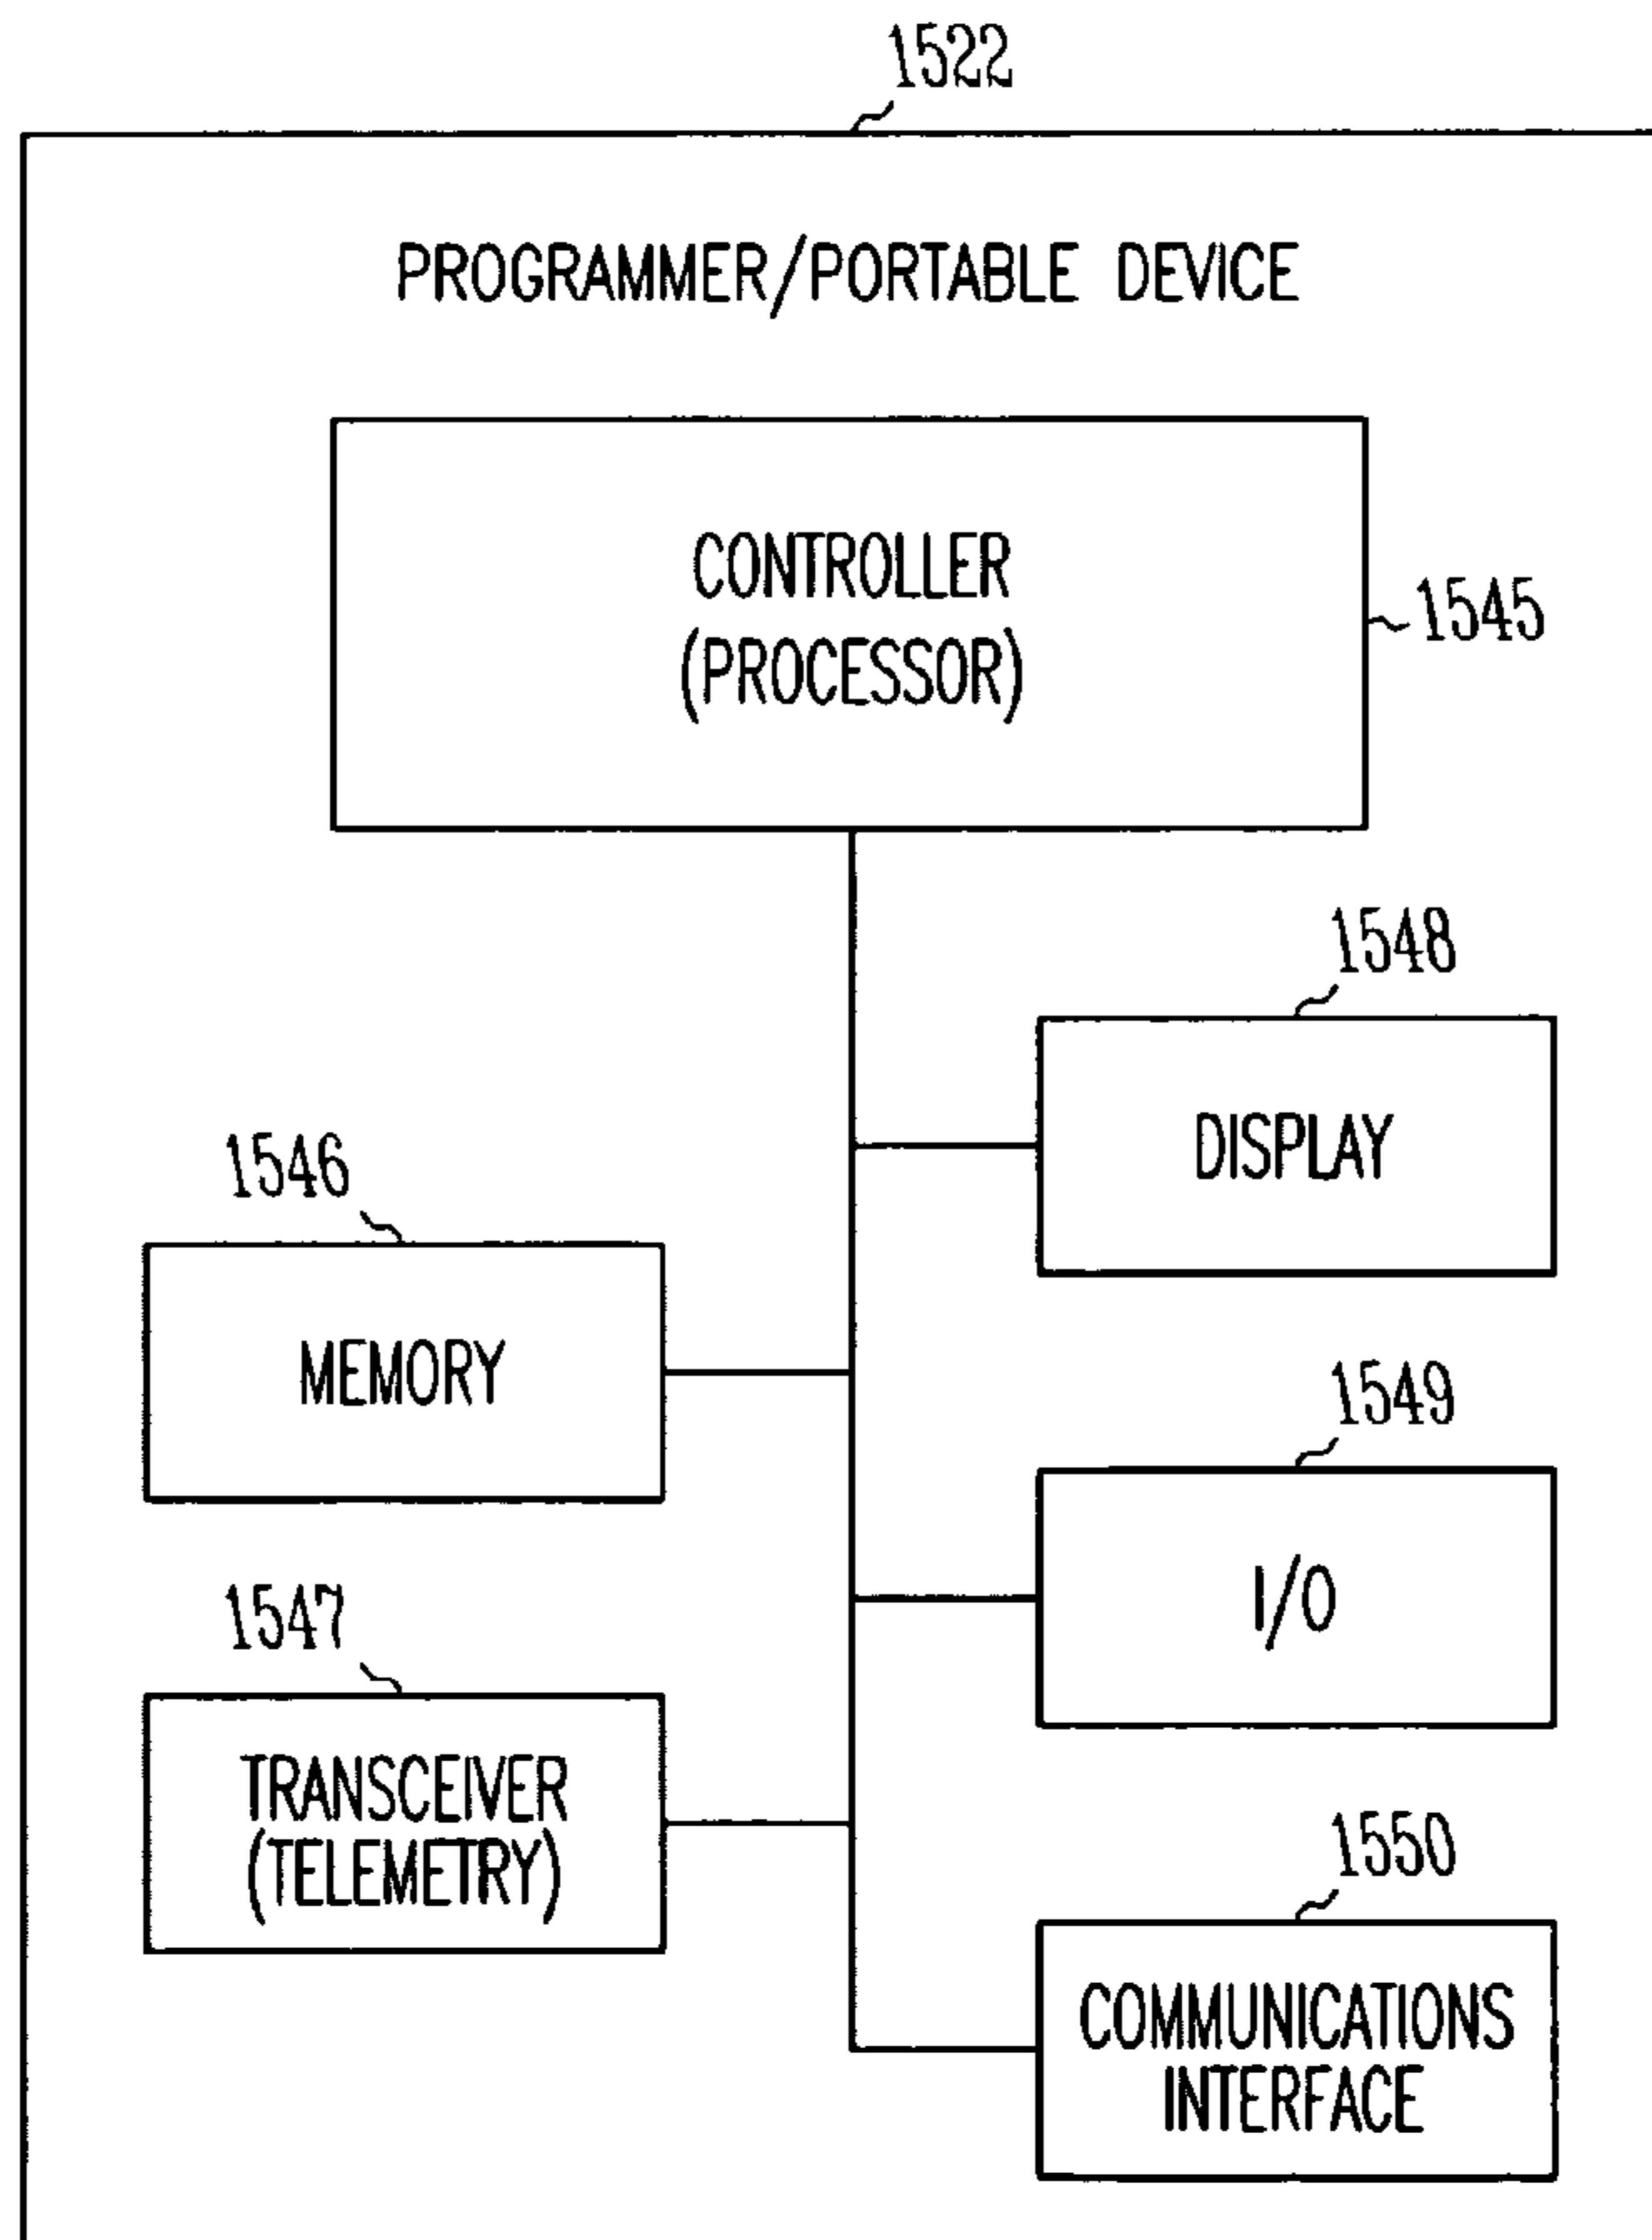 1522
PROGRAMMER/PORTABLE DEVICE
CONTROLLER
(PROCESSOR)
1545
1548
DISPLAY
1546
MEMORY
1549
I/O
1547
TRANSCEIVER
(TELEMETRY)
1550
COMMUNICATIONS
INTERFACE